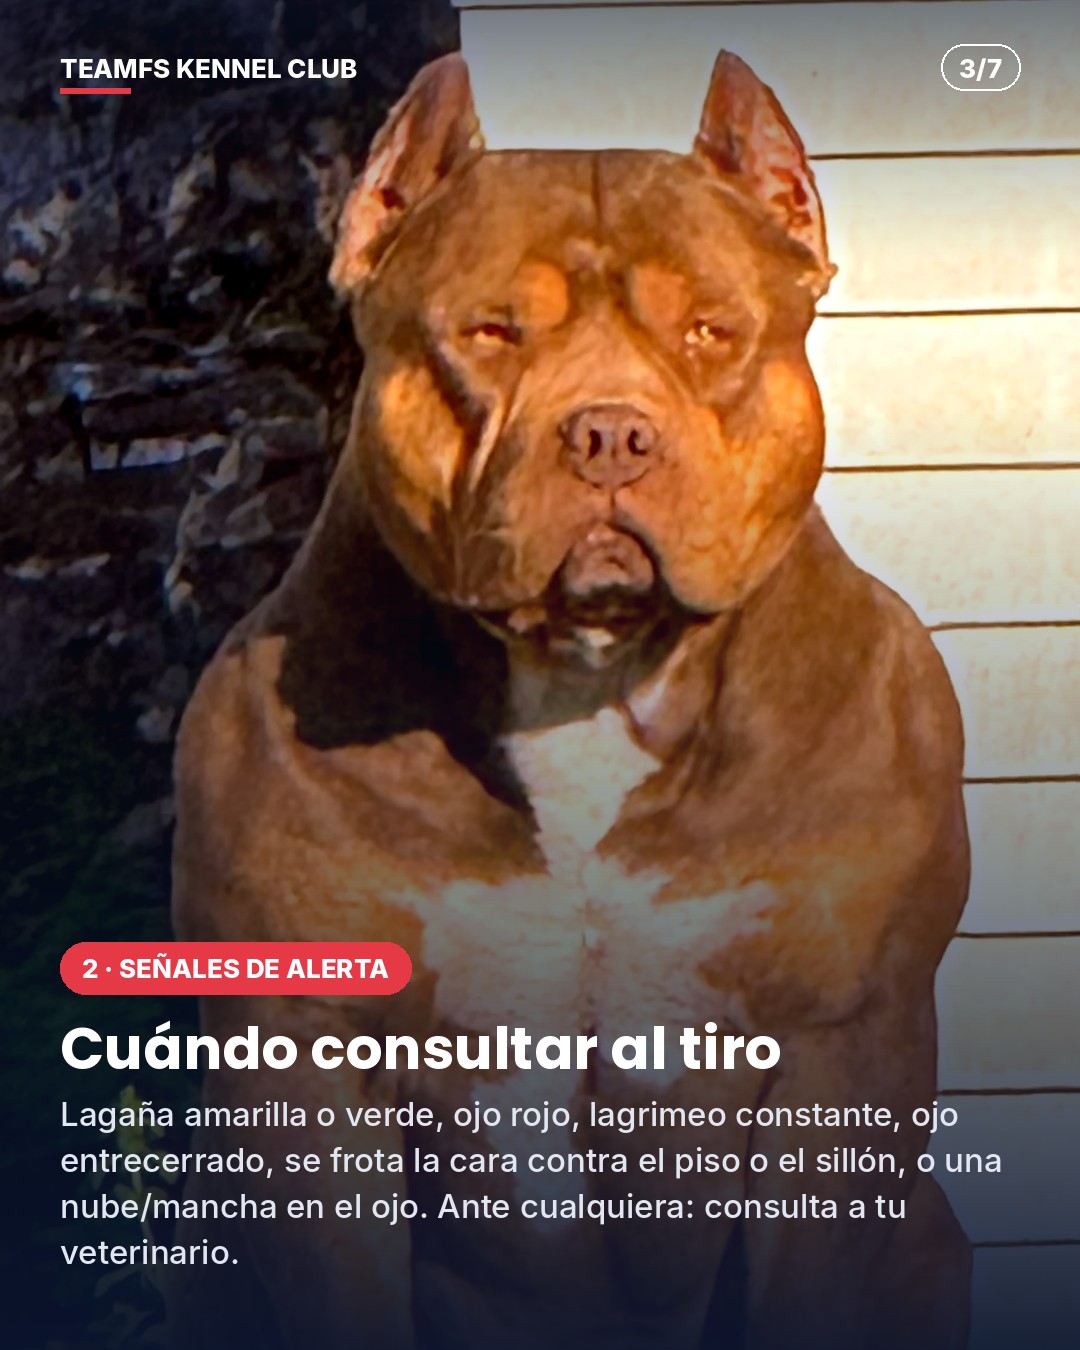 TEAMFS KENNEL CLUB
3/7
2 · SEÑALES DE ALERTA
Cuándo consultar al tiro
Lagaña amarilla o verde, ojo rojo, lagrimeo constante, ojo
entrecerrado, se frota la cara contra el piso o el sillón, o una
nube/mancha en el ojo. Ante cualquiera: consulta a tu
veterinario.